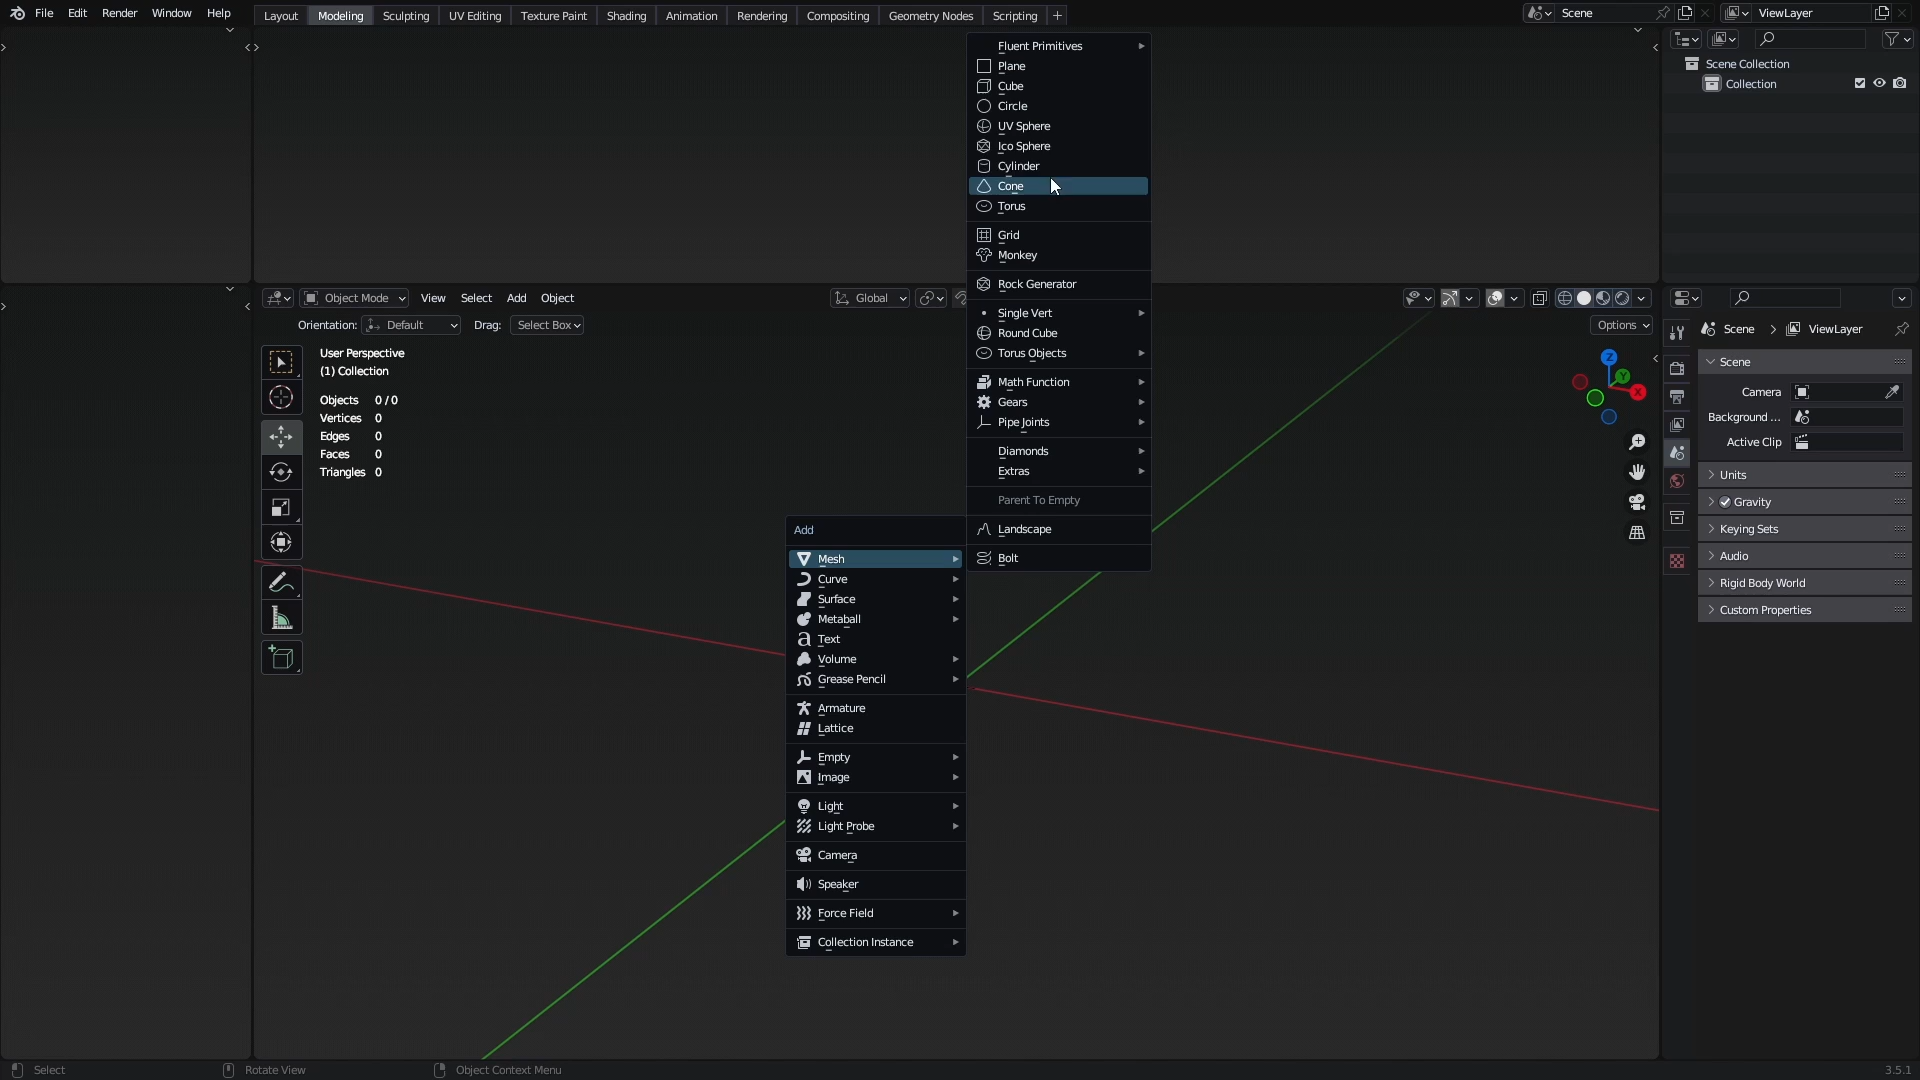 File Edit Render Window Help Layout Modeling Sculpting UV Editing Texture Paint Shading Animation Rendering Compositing Geometry Nodes Scripting + Scene ViewLayer
Scene Collection
Collection
Fluent Primitives
Plane
Cube
Circle
UV Sphere
Ico Sphere
Cylinder
Cone
Torus
Grid
Monkey
Rock Generator
Single Vert
Round Cube
Torus Objects
Math Function
Gears
Pipe Joints
Diamonds
Extras
Parent To Empty
Landscape
Bolt
Object Mode View Select Add Object Global
Orientation: Default Drag: Select Box Options
User Perspective
(1) Collection
Objects 0 / 0
Vertices 0
Edges 0
Faces 0
Triangles 0
Z
Y
X
Add
Mesh
Curve
Surface
Metaball
Text
Volume
Grease Pencil
Armature
Lattice
Empty
Image
Light
Light Probe
Camera
Speaker
Force Field
Collection Instance
Scene ViewLayer
Scene
Camera
Background ...
Active Clip
Units
Gravity
Keying Sets
Audio
Rigid Body World
Custom Properties
Select Rotate View Object Context Menu 3.5.1